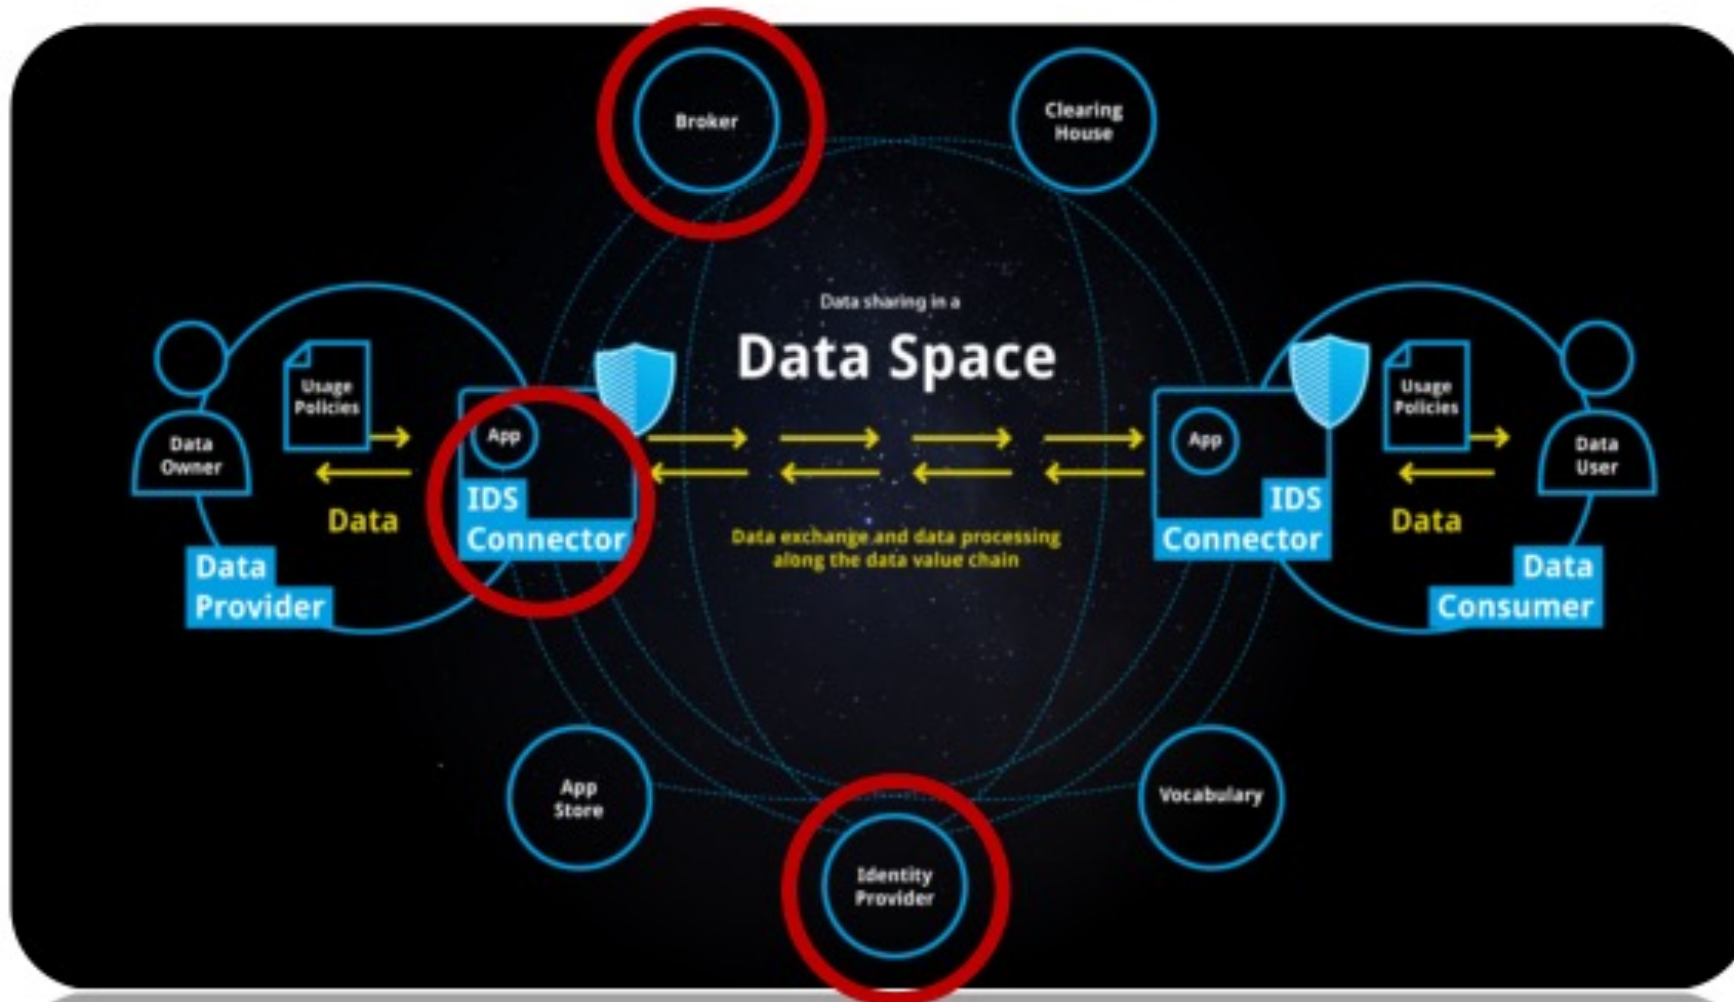 Broker
Clearing
House
Data sharing in a
Data Space
Usage
Policies
Data
Owner
App
IDS
Connector
Data
Data
Provider
Data exchange and data processing
along the data value chain
App
IDS
Connector
Usage
Policies
Data
User
Data
Data
Consumer
App
Store
Identity
Provider
Vocabulary